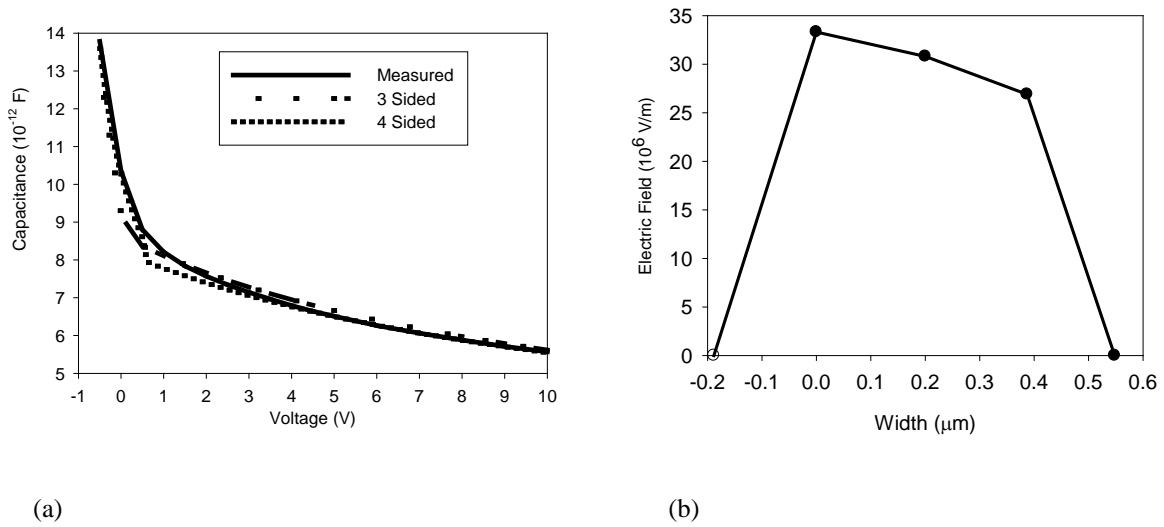 14
13
12
11
10
9
8
7
6
5
Capacitance (10-12 F)
-1 0 1 2 3 4 5 6 7 8 9 10
Voltage (V)
Measured
3 Sided
4 Sided
35
30
25
33
15
10
5
0
Electric Field (106 V/m)
-0.2 -0.1 0.0 0.1 0.2 0.3 0.4 0.5 0.6
Width (μm)
(a) (b)